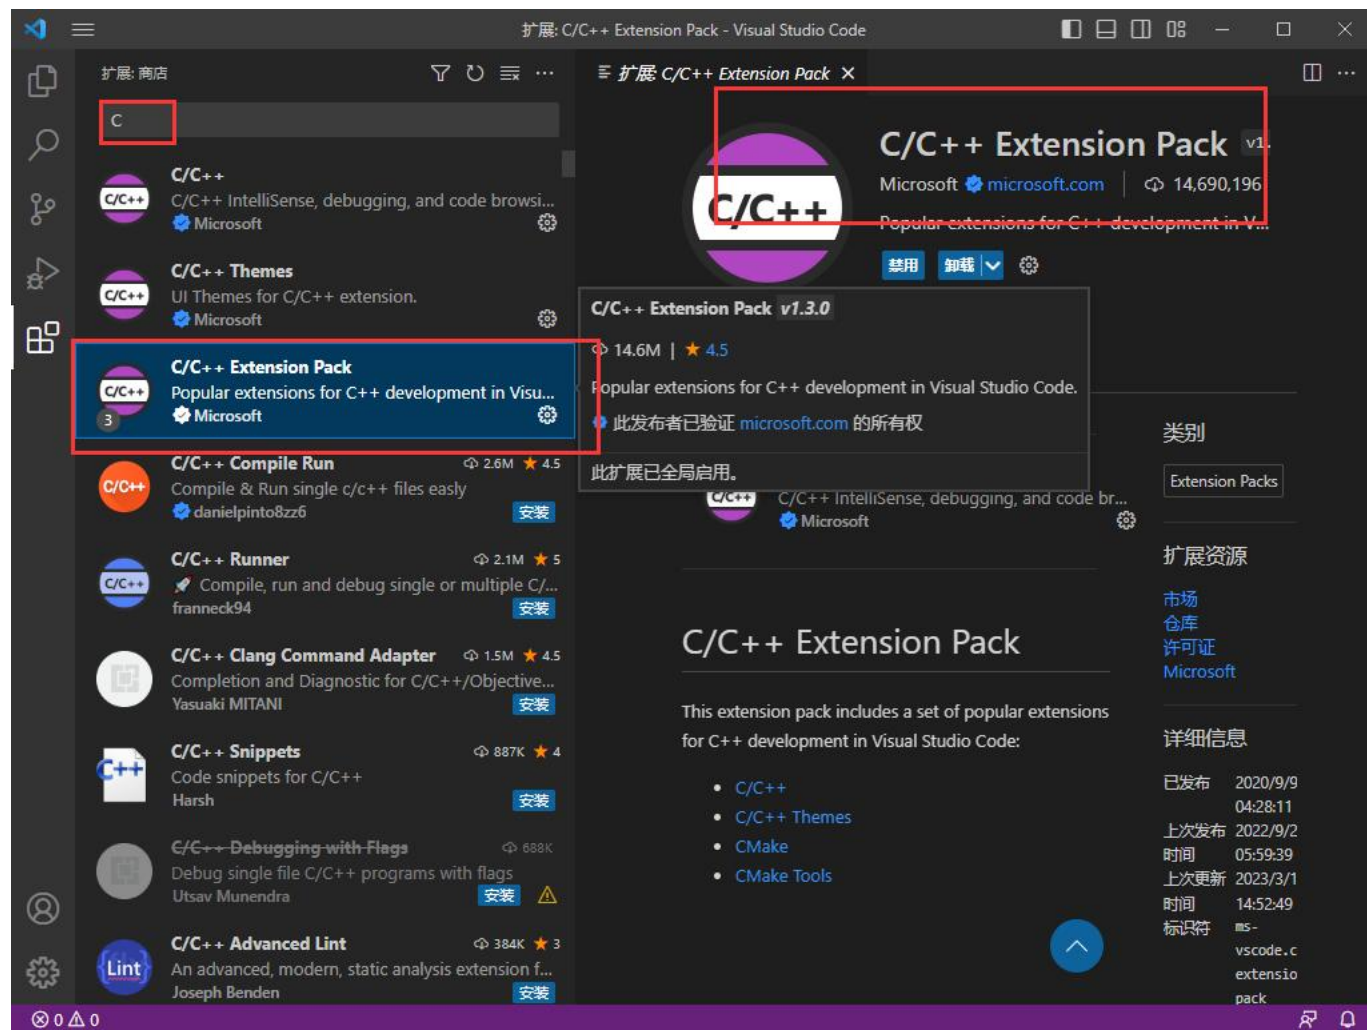 扩展: C/C++ Extension Pack - Visual Studio Code
扩展: 商店
C
C/C++
C/C++
C/C++ IntelliSense, debugging, and code browsi...
Microsoft
C/C++
C/C++ Themes
UI Themes for C/C++ extension.
Microsoft
C/C++
3
C/C++ Extension Pack
Popular extensions for C++ development in Visu...
Microsoft
C/C++
C/C++ Compile Run
2.6M ★ 4.5
Compile & Run single c/c++ files easly
danielpinto8zz6
安装
C/C++
C/C++ Runner
2.1M ★ 5
🚀 Compile, run and debug single or multiple C/...
franneck94
安装
C/C++ Clang Command Adapter
1.5M ★ 4.5
Completion and Diagnostic for C/C++/Objective...
Yasuaki MITANI
安装
C++
C/C++ Snippets
887K ★ 4
Code snippets for C/C++
Harsh
安装
C/C++ Debugging with Flags
688K
Debug single file C/C++ programs with flags
Utsav Munendra
安装
Lint
C/C++ Advanced Lint
384K ★ 3
An advanced, modern, static analysis extension f...
Joseph Benden
安装
扩展: C/C++ Extension Pack
C/C++
C/C++ Extension Pack
v1.
Microsoft microsoft.com | 14,690,196
Popular extensions for C++ development in V...
禁用
卸载
C/C++ Extension Pack v1.3.0
14.6M | ★ 4.5
Popular extensions for C++ development in Visual Studio Code.
此发布者已验证 microsoft.com 的所有权
此扩展已全局启用。
C/C++
C/C++ IntelliSense, debugging, and code br...
Microsoft
C/C++ Extension Pack
This extension pack includes a set of popular extensions
for C++ development in Visual Studio Code:
• C/C++
• C/C++ Themes
• CMake
• CMake Tools
类别
Extension Packs
扩展资源
市场
仓库
许可证
Microsoft
详细信息
已发布 2020/9/9
04:28:11
上次发布 2022/9/2
时间 05:59:39
上次更新 2023/3/1
时间 14:52:49
标识符 ms-
vscode.c
extensio
pack
0 0